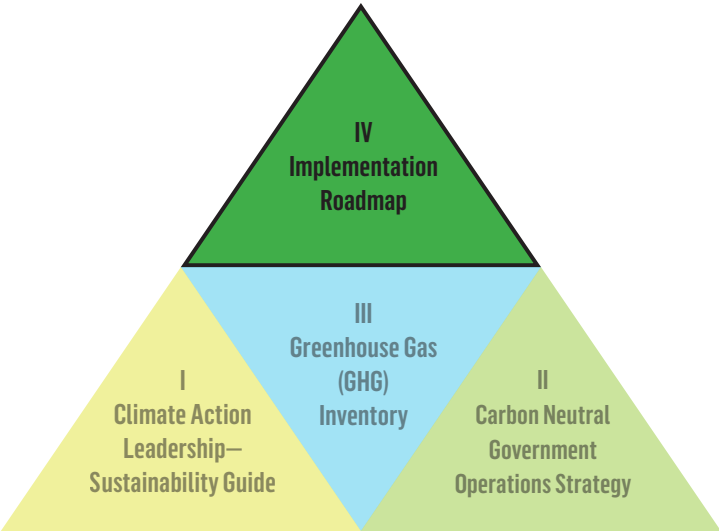 IV
Implementation
Roadmap
III
Greenhouse Gas
(GHG)
Inventory
I
Climate Action
Leadership—
Sustainability Guide
II
Carbon Neutral
Government
Operations Strategy